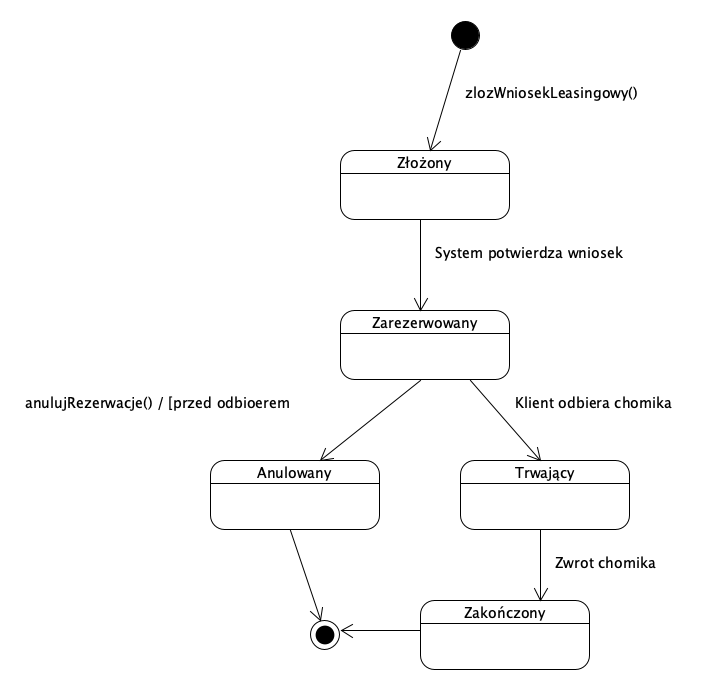 zlozWniosekLeasingowy()
Złożony
System potwierdza wniosek
Zarezerwowany
anulujRezerwacje() / [przed odbioerem
Klient odbiera chomika
Anulowany
Trwający
Zwrot chomika
Zakończony